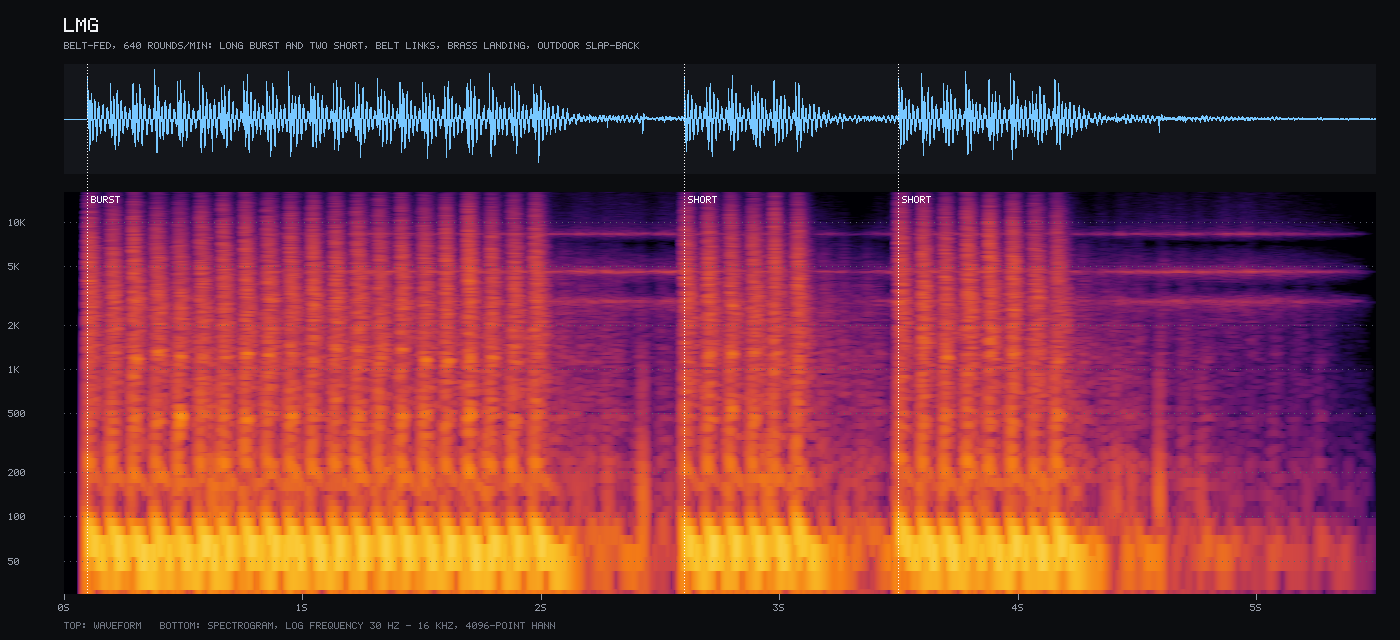 LMG
BELT-FED, 640 ROUNDS/MIN: LONG BURST AND TWO SHORT, BELT LINKS, BRASS LANDING, OUTDOOR SLAP-BACK
BURST SHORT SHORT
10K
5K
2K
1K
500
200
100
50
0S 1S 2S 3S 4S 5S
TOP: WAVEFORM BOTTOM: SPECTROGRAM, LOG FREQUENCY 30 HZ - 16 KHZ, 4096-POINT HANN